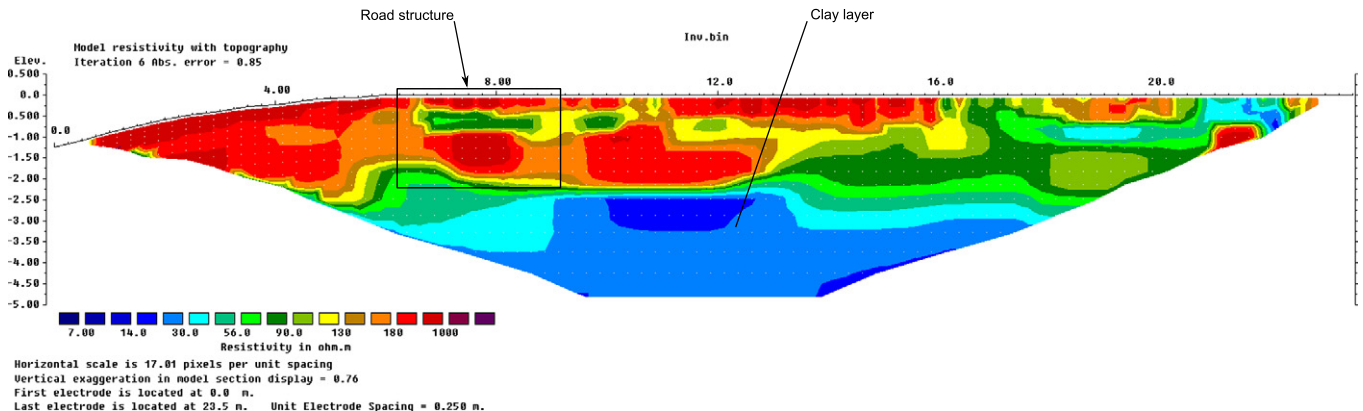 Road structure
Clay layer
Inv.bin
Model resistivity with topography
Iteration 6 Abs. error = 0.85
Elev.
0.500
0.0
-0.500
-1.00
-1.50
-2.00
-2.50
-3.00
-3.50
-4.00
-4.50
-5.00
0.0
4.00
8.00
12.0
16.0
20.0
7.00 14.0 30.0 56.0 90.0 130 180 1000
Resistivity in ohm.m
Horizontal scale is 17.01 pixels per unit spacing
Vertical exaggeration in model section display = 0.76
First electrode is located at 0.0 m.
Last electrode is located at 23.5 m. Unit Electrode Spacing = 0.250 m.